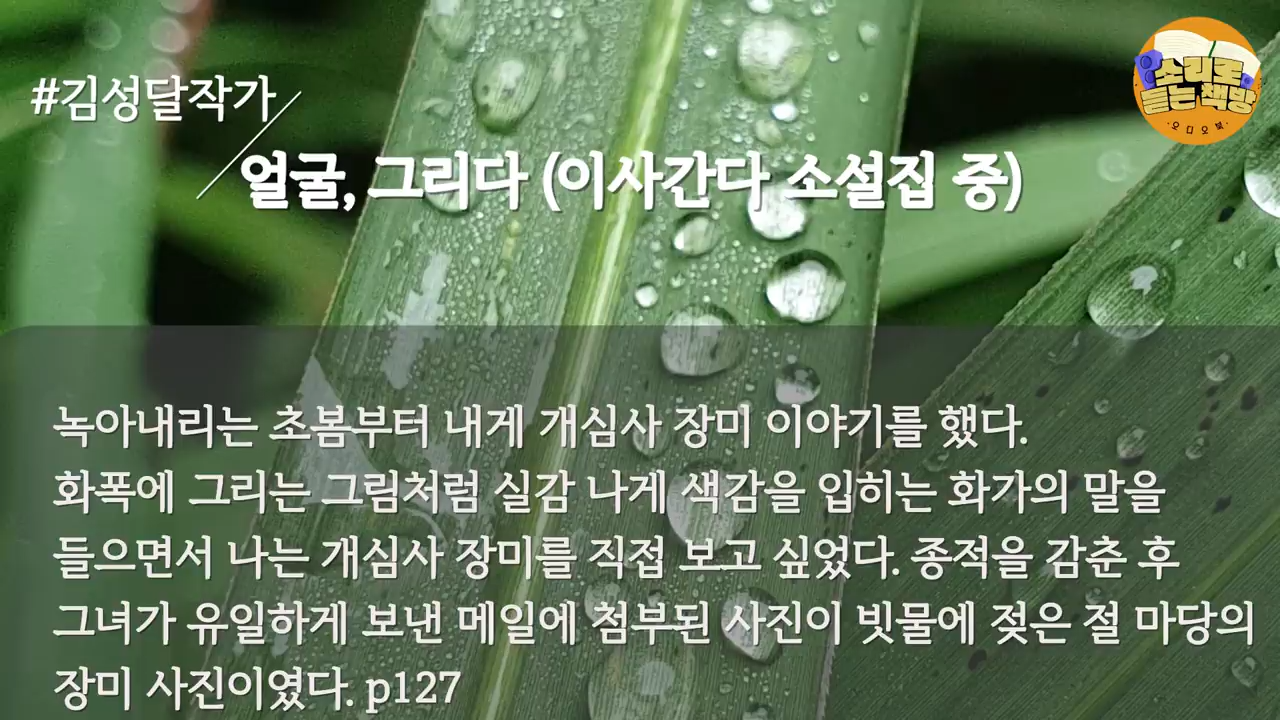 #김성달작가
얼굴, 그리다 (이사간다 소설집 중)
소리로
듣는 책방
·오디오북·
녹아내리는 초봄부터 내게 개심사 장미 이야기를 했다.
화폭에 그리는 그림처럼 실감 나게 색감을 입히는 화가의 말을
들으면서 나는 개심사 장미를 직접 보고 싶었다. 종적을 감춘 후
그녀가 유일하게 보낸 메일에 첨부된 사진이 빗물에 젖은 절 마당의
장미 사진이였다. p127